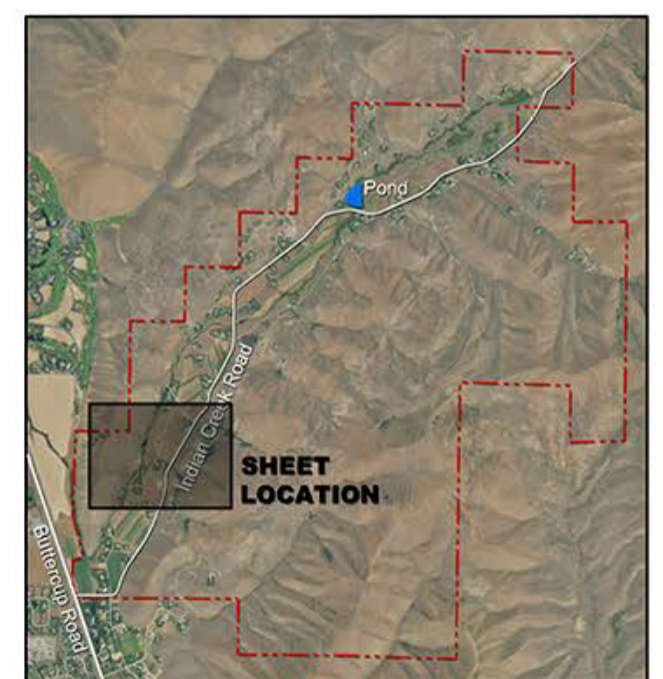 Pond
Indian Creek Road
SHEET
LOCATION
Buttercup Road